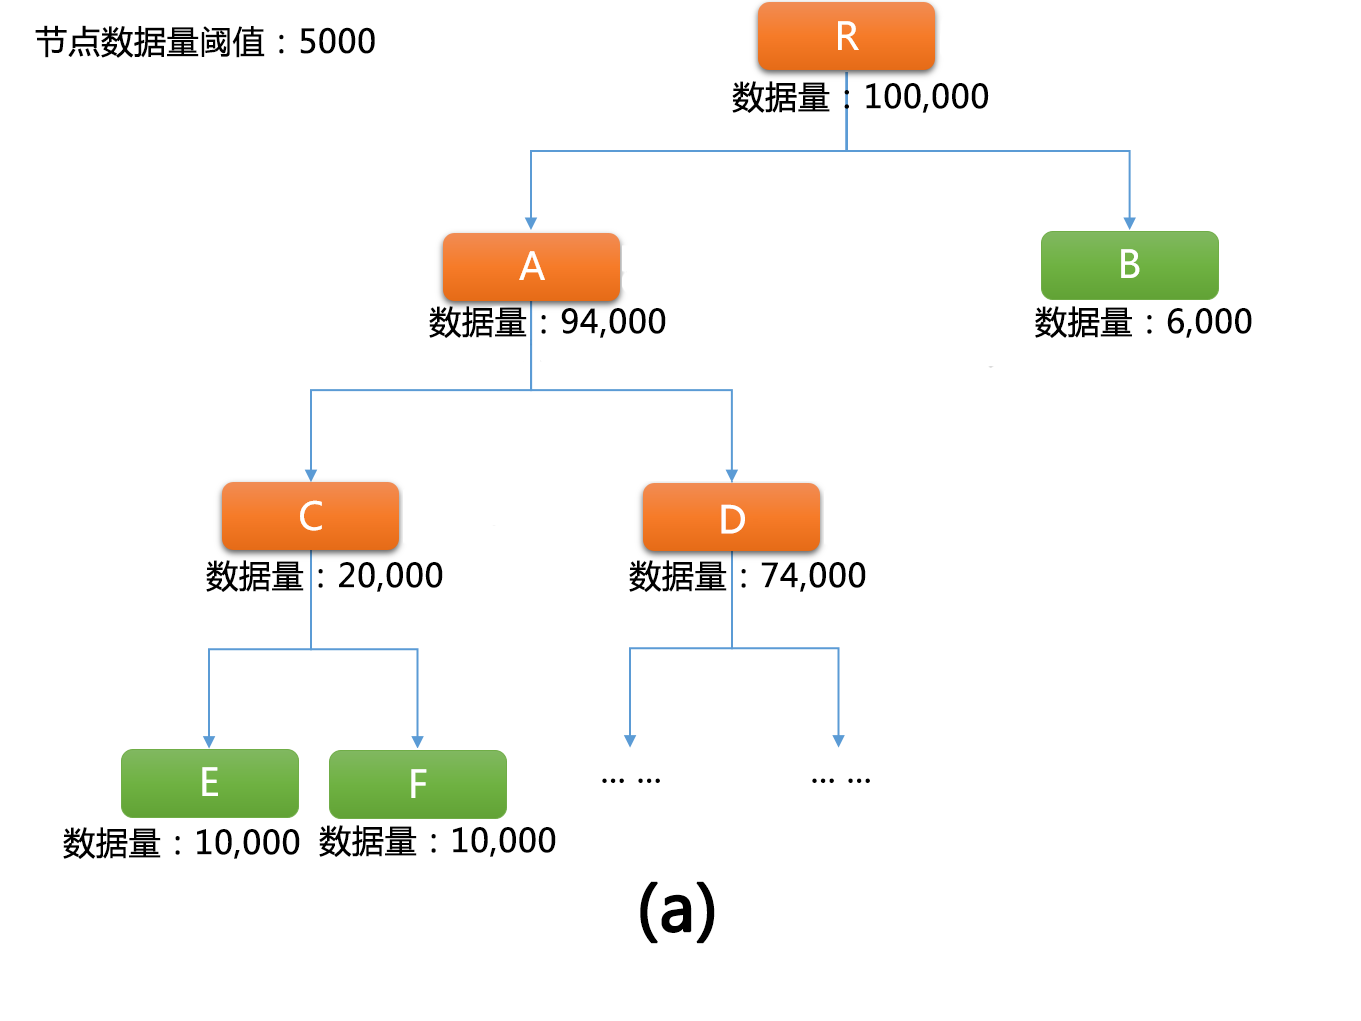 节点数据量阈值：5000
R
数据量：100,000
A
B
数据量：94,000
数据量：6,000
C
D
数据量：20,000
数据量：74,000
E
F
... ...
... ...
数据量：10,000
数据量：10,000
(a)